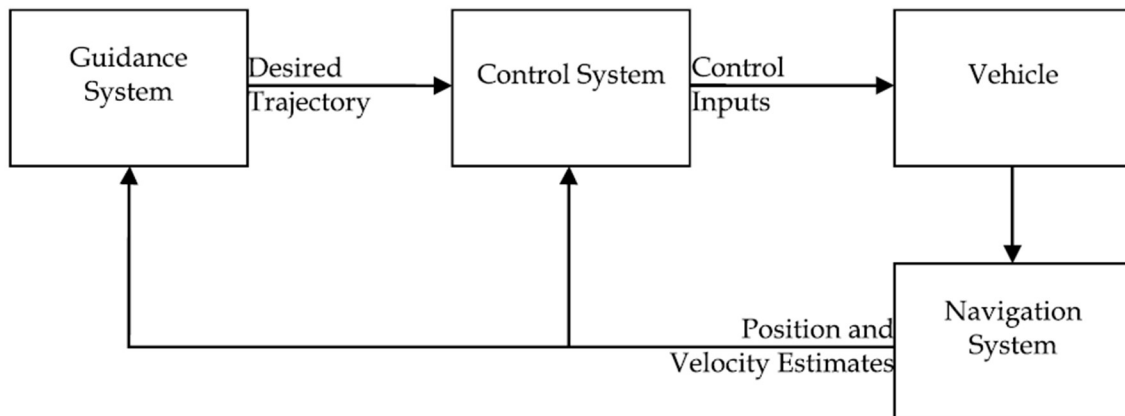 Guidance
System
Desired
Trajectory
Control System
Control
Inputs
Vehicle
Navigation
System
Position and
Velocity Estimates